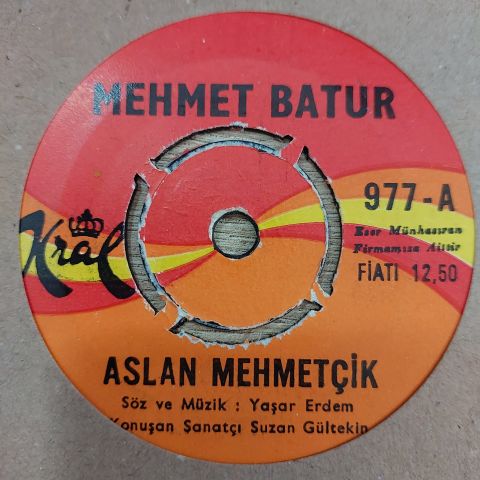 MEHMET BATUR
Kral
977-A
Eser Münhasıran
Firmamıza Aittir
FİATI 12,50
ASLAN MEHMETÇİK
Söz ve Müzik : Yaşar Erdem
Konuşan Sanatçı Suzan Gültekin